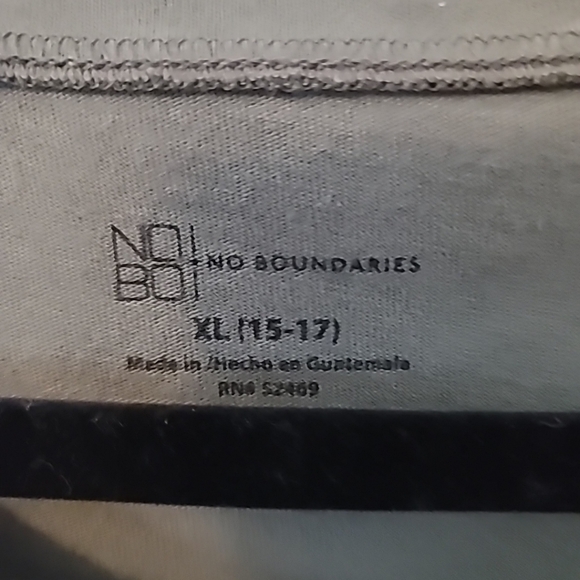 NO
BO
NO BOUNDARIES
XL (15-17)
Made in /Hecho en Guatemala
RN# 52469